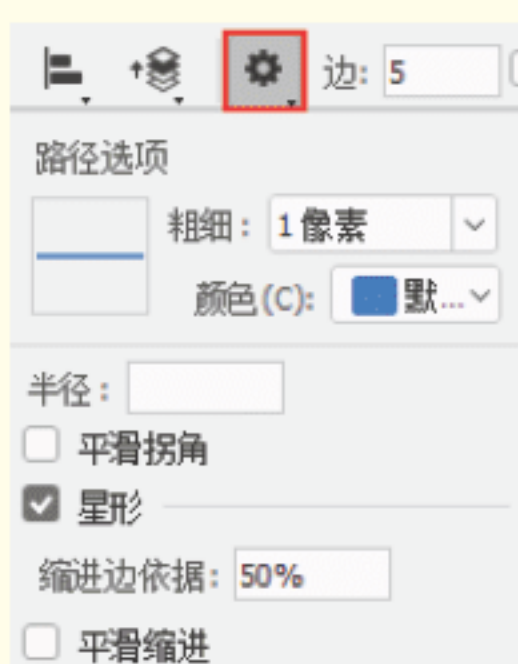 边: 5
路径选项
粗细: 1 像素
颜色(C): 默...
半径:
平滑拐角
星形
缩进边依据: 50%
平滑缩进